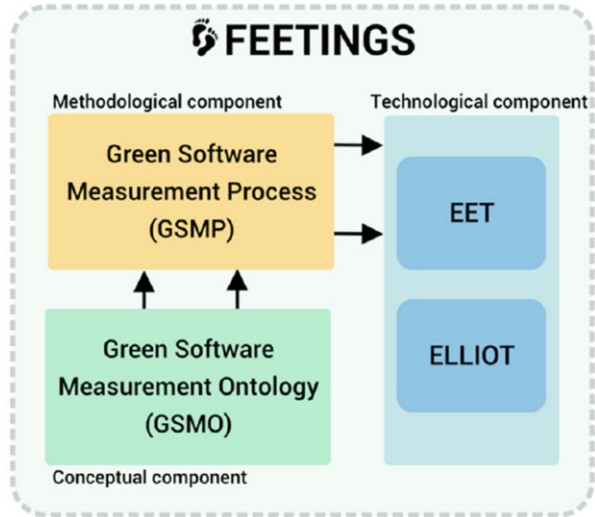 FEETINGS
Methodological component
Green Software
Measurement Process
(GSMP)
Technological component
EET
ELLIOT
Green Software
Measurement Ontology
(GSMO)
Conceptual component